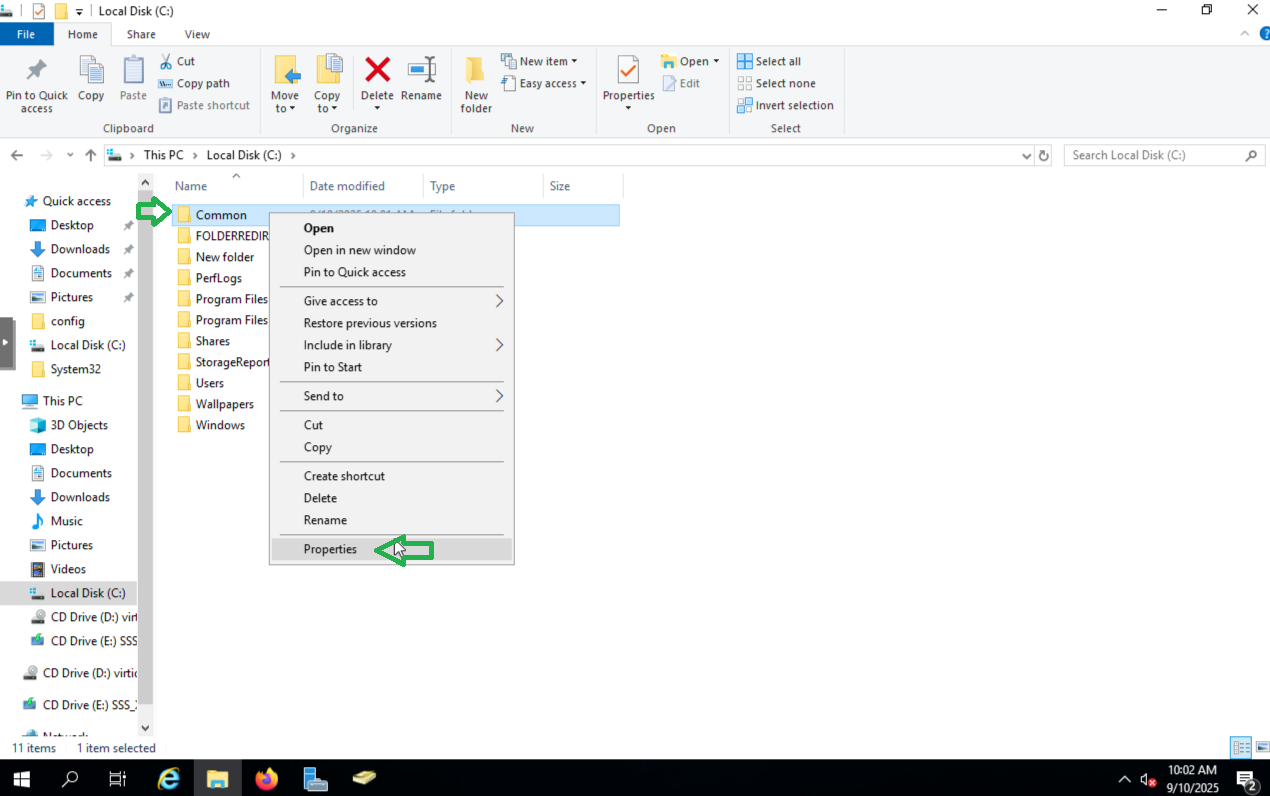 Local Disk (C:)
File Home Share View
Pin to Quick access
Copy
Paste
Cut
Copy path
Paste shortcut
Clipboard
Move to
Copy to
Delete
Rename
Organize
New folder
New item
Easy access
New
Properties
Open
Edit
Open
Select all
Select none
Invert selection
Select
This PC > Local Disk (C:) >
Search Local Disk (C:)
Quick access
Desktop
Downloads
Documents
Pictures
config
Local Disk (C:)
System32
This PC
3D Objects
Desktop
Documents
Downloads
Music
Pictures
Videos
Local Disk (C:)
CD Drive (D:) virti
CD Drive (E:) SSS
CD Drive (D:) virtic
CD Drive (E:) SSS_
Name Date modified Type Size
Common
FOLDERREDIR
New folder
PerfLogs
Program Files
Program Files
Shares
StorageReport
Users
Wallpapers
Windows
Open
Open in new window
Pin to Quick access
Give access to
Restore previous versions
Include in library
Pin to Start
Send to
Cut
Copy
Create shortcut
Delete
Rename
Properties
11 items 1 item selected
10:02 AM
9/10/2025
2